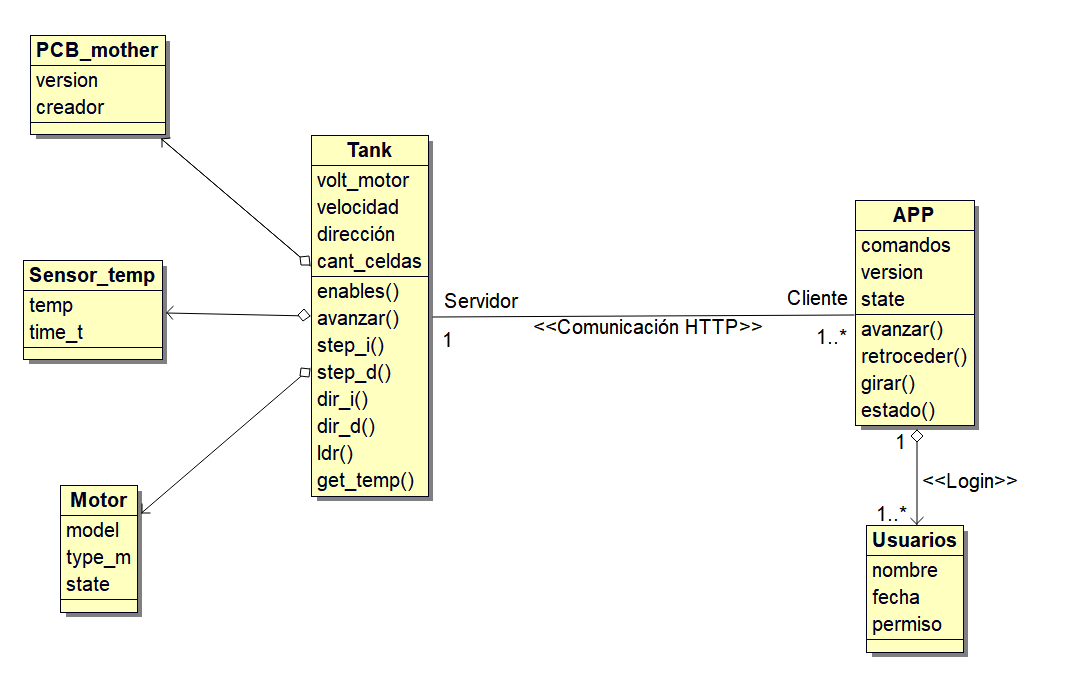 PCB_mother
version
creador
Sensor_temp
temp
time_t
Motor
model
type_m
state
Tank
volt_motor
velocidad
dirección
cant_celdas
enables()
avanzar()
step_i()
step_d()
dir_i()
dir_d()
ldr()
get_temp()
Servidor
1
<<Comunicación HTTP>>
Cliente
1..*
APP
comandos
version
state
avanzar()
retroceder()
girar()
estado()
1
<<Login>>
1..*
Usuarios
nombre
fecha
permiso